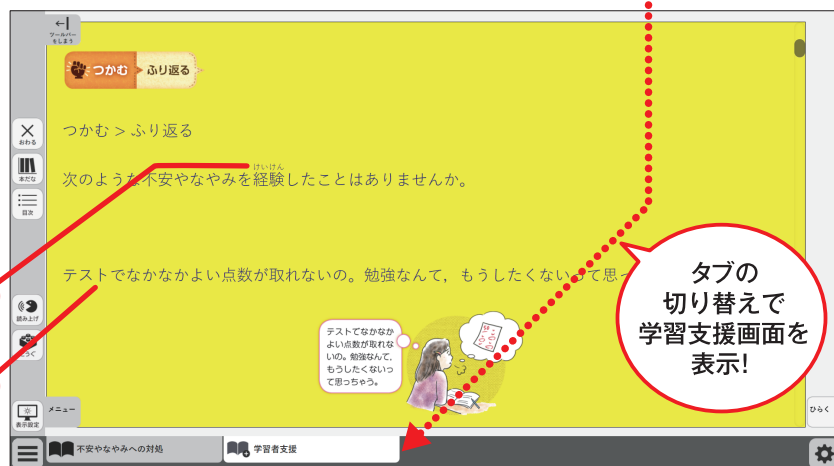 ツールバー
をしまう
つかむ ふり返る
おわる
つかむ > ふり返る
本だな
けいけん
次のような不安やなやみを経験したことはありませんか。
目次
テストでなかなかよい点数が取れないの。勉強なんて，もうしたくないって思っ
タブの
切り替えで
学習支援画面を
表示!
読み上げ
テストでなかなか
よい点数が取れな
いの。勉強なんて、
もうしたくないっ
て思っちゃう。
メニュー
ひらく
表示設定
不安やなやみへの対処
学習者支援